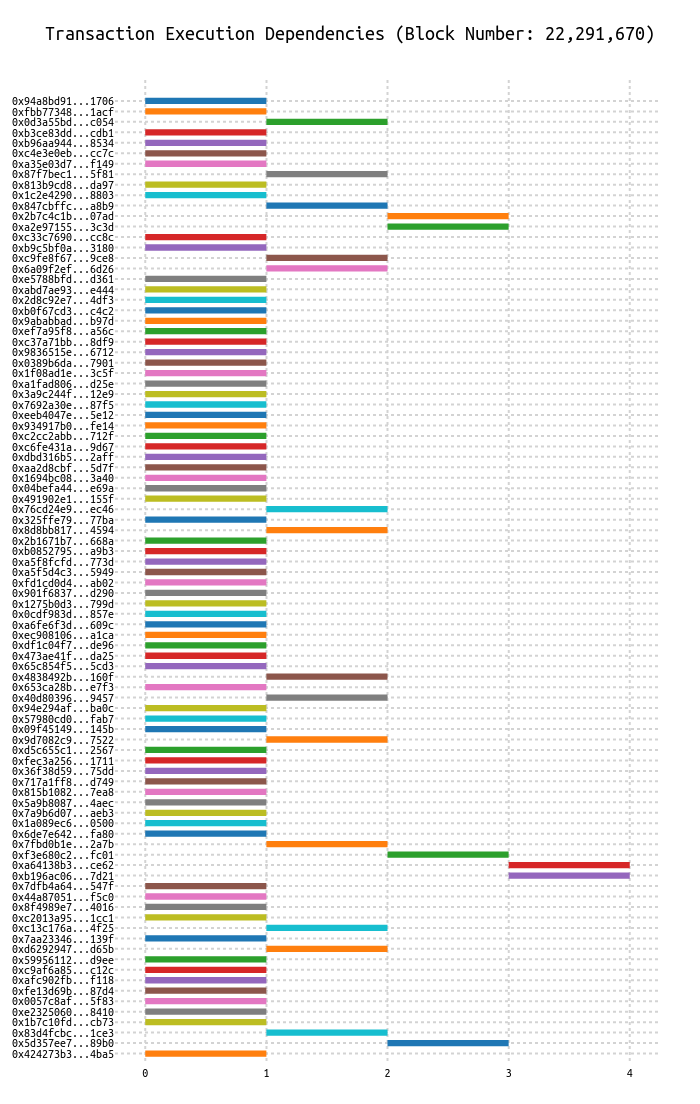 Transaction Execution Dependencies (Block Number: 22,291,670)
0x94a8bd91...1706
0xfbb77348...1acf
0x0d3a55bd...c054
0xb3ce83dd...cdb1
0xb96aa944...8534
0xc4e3e0eb...cc7c
0xa35e03d7...f149
0x87f7bec1...5f81
0x813b9cd8...da97
0x1c2e4290...8803
0x847cbffc...a8b9
0x2b7c4c1b...07ad
0xa2e97155...3c3d
0xc33c7690...cc8c
0xb9c5bf0a...3180
0xc9fe8f67...9ce8
0x6a09f2ef...6d26
0xe5788bfd...d361
0xabd7ae93...e444
0x2d8c92e7...4df3
0xb0f67cd3...c4c2
0x9ababbad...b97d
0xef7a95f8...a56c
0xc37a71bb...8df9
0x9836515e...6712
0x0389b6da...7901
0x1f08ad1e...3c5f
0xa1fad806...d25e
0x3a9c244f...12e9
0x7692a30e...87f5
0xeeb4047e...5e12
0x934917b0...fe14
0xc2cc2abb...712f
0xc6fe431a...9d67
0xdbd316b5...2aff
0xaa2d8cbf...5d7f
0x1694bc08...3a40
0x04befa44...e69a
0x491902e1...155f
0x76cd24e9...ec46
0x325ffe79...77ba
0x8d8bb817...4594
0x2b1671b7...668a
0xb0852795...a9b3
0xa5f8fcfd...773d
0xa5f5d4c3...5949
0xfd1cd0d4...ab02
0x901f6837...d290
0x1275b0d3...799d
0x0cdf983d...857e
0xa6fe6f3d...609c
0xec908106...a1ca
0xdf1c04f7...de96
0x473ae41f...da25
0x65c854f5...5cd3
0x4838492b...160f
0x653ca28b...e7f3
0x40d80396...9457
0x94e294af...ba0c
0x57980cd0...fab7
0x09f45149...145b
0x9d7082c9...7522
0xd5c655c1...2567
0xfec3a256...1711
0x36f38d59...75dd
0x717a1ff8...d749
0x815b1082...7ea8
0x5a9b8087...4aec
0x7a9b6d07...aeb3
0x1a089ec6...0500
0x6de7e642...fa80
0x7fbd0b1e...2a7b
0xf3e680c2...fc01
0xa64138b3...ce62
0xb196ac06...7d21
0x7dfb4a64...547f
0x44a87051...f5c0
0x8f4989e7...4016
0xc2013a95...1cc1
0xc13c176a...4f25
0x7aa23346...139f
0xd6292947...d65b
0x59956112...d9ee
0xc9af6a85...c12c
0xafc902fb...f118
0xfe13d69b...87d4
0x0057c8af...5f83
0xe2325060...8410
0x1b7c10fd...cb73
0x83d4fcbc...1ce3
0x5d357ee7...89b0
0x424273b3...4ba5
0 1 2 3 4